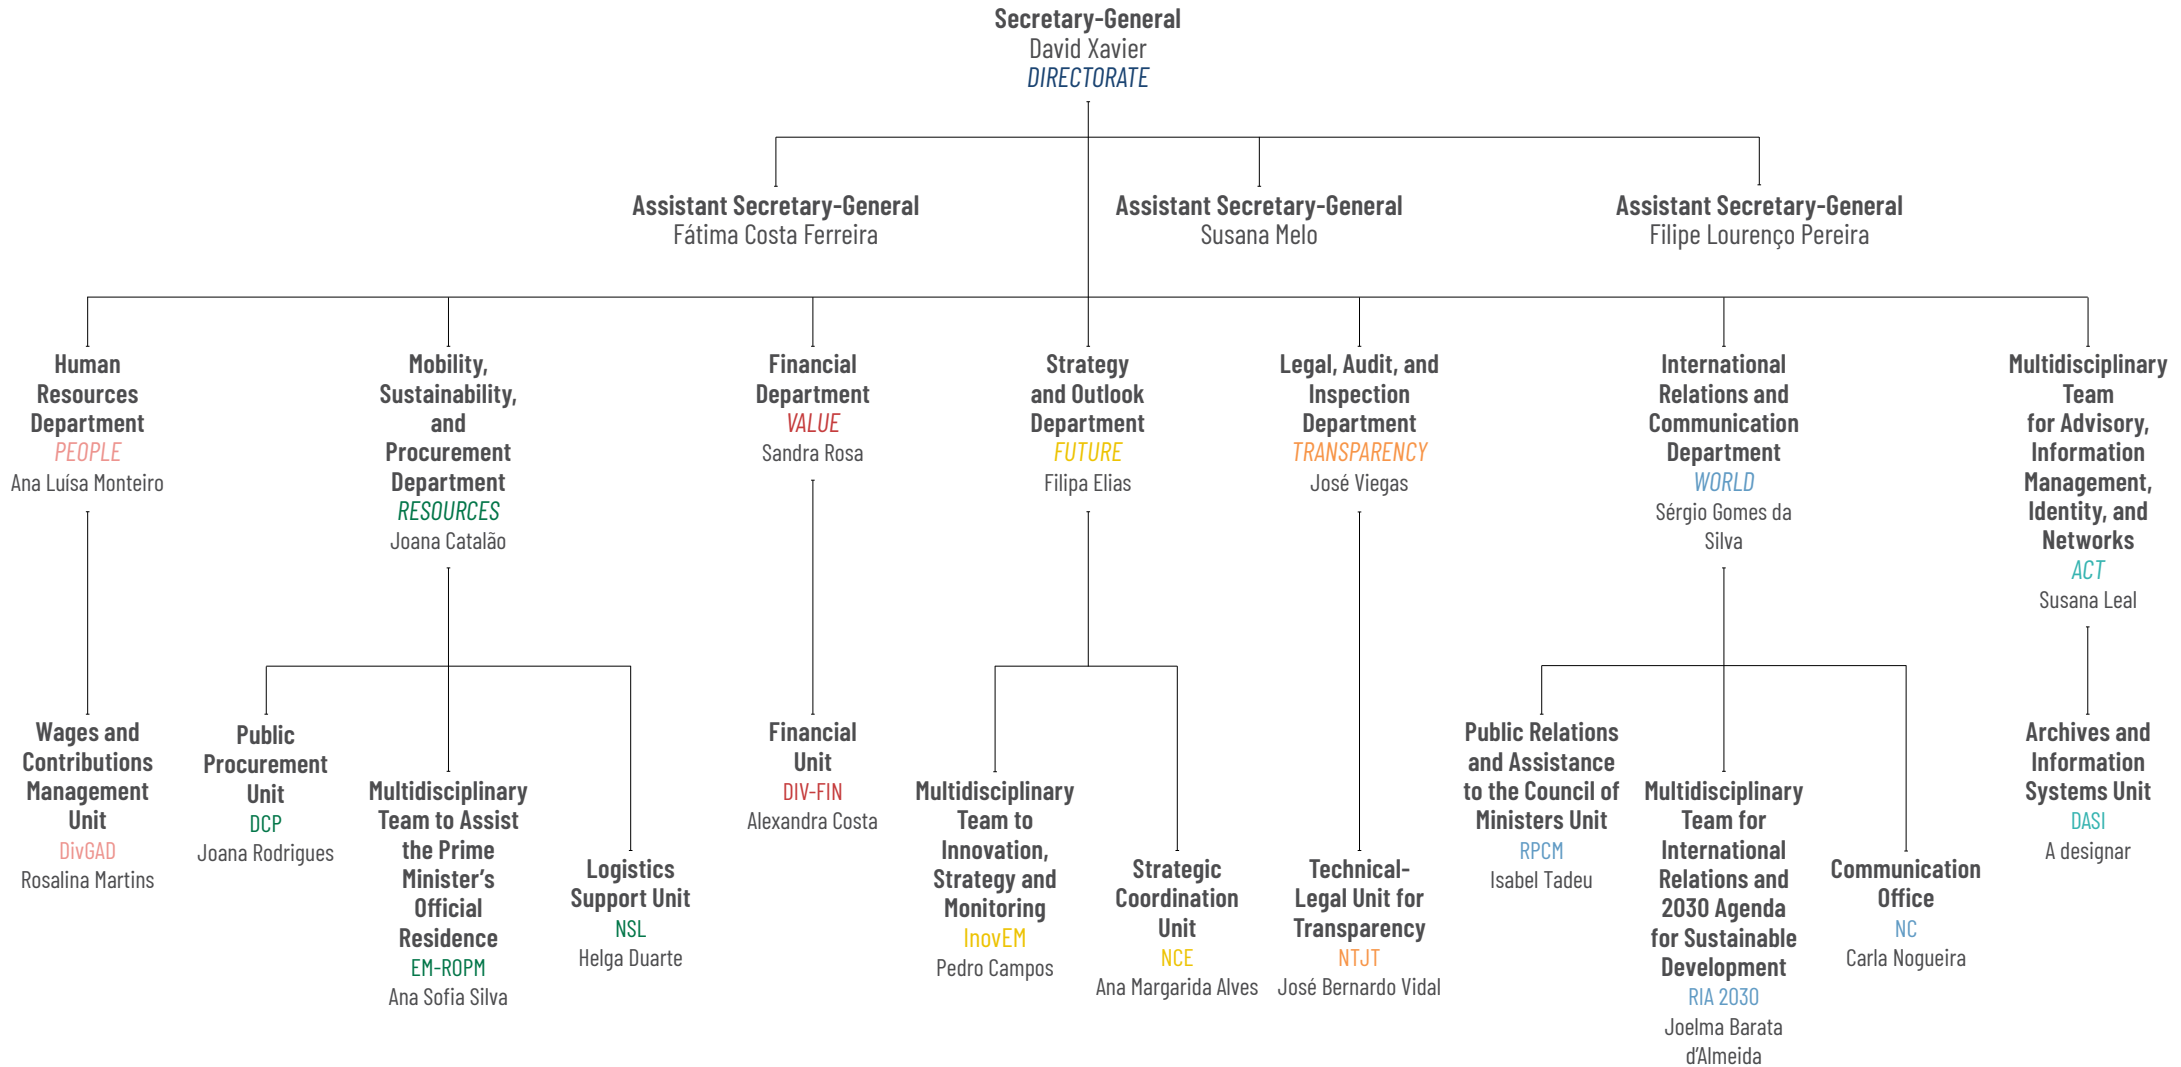 Secretary-General
David Xavier
DIRECTORATE
Assistant Secretary-General
Fátima Costa Ferreira
Assistant Secretary-General
Susana Melo
Assistant Secretary-General
Filipe Lourenço Pereira
Human
Resources
Department
PEOPLE
Ana Luísa Monteiro
Mobility,
Sustainability,
and
Procurement
Department
RESOURCES
Joana Catalão
Financial
Department
VALUE
Sandra Rosa
Strategy
and Outlook
Department
FUTURE
Filipa Elias
Legal, Audit, and
Inspection
Department
TRANSPARENCY
José Viegas
International
Relations and
Communication
Department
WORLD
Sérgio Gomes da
Silva
Multidisciplinary
Team
for Advisory,
Information
Management,
Identity, and
Networks
ACT
Susana Leal
Wages and
Contributions
Management
Unit
DivGAD
Rosalina Martins
Public
Procurement
Unit
DCP
Joana Rodrigues
Multidisciplinary
Team to Assist
the Prime
Minister’s
Official
Residence
EM-ROPM
Ana Sofia Silva
Logistics
Support Unit
NSL
Helga Duarte
Financial
Unit
DIV-FIN
Alexandra Costa
Multidisciplinary
Team to
Innovation,
Strategy and
Monitoring
InovEM
Pedro Campos
Strategic
Coordination
Unit
NCE
Ana Margarida Alves
Technical-
Legal Unit for
Transparency
NTJT
José Bernardo Vidal
Public Relations
and Assistance
to the Council of
Ministers Unit
RPCM
Isabel Tadeu
Multidisciplinary
Team for
International
Relations and
2030 Agenda
for Sustainable
Development
RIA 2030
Joelma Barata
d’Almeida
Communication
Office
NC
Carla Nogueira
Archives and
Information
Systems Unit
DASI
A designar